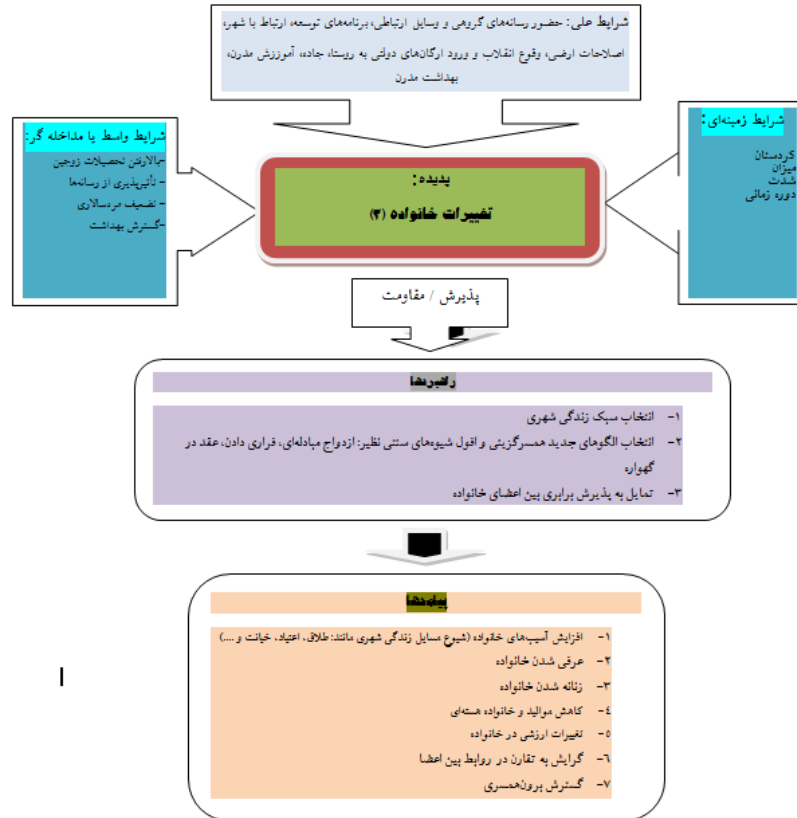 شرایط علی: حضور رسانه‌های گروهی و وسایل ارتباطی، برنامه‌های توسعه، ارتباط با شهر،
اصلاحات ارضی، وقوع انقلاب و ورود ارگان‌های دولتی به روستا، جاده، آموزرش مدرن،
بهداشت مدرن
شرایط زمینه‌ای:
کردستان
میزان
شدت
دوره زمانی
شرایط واسط یا مداخله گر:
-بالارفتن تحصیلات زوجین
- تأثیرپذیری از رسانه‌ها
- تضعیف مردسالاری
-گسترش بهداشت
پدیده:
تغییرات خانواده (۳)
پذیرش / مقاومت
راهبردها
۱- انتخاب سبک زندگی شهری
۲- انتخاب الگوهای جدید همسرگزینی و افول شیوه‌های سنتی نظیر: ازدواج مبادله‌ای، فراری دادن، عقد در
گهواره
۳- تمایل به پذیرش برابری بین اعضای خانواده
پیامدها
۱- افزایش آسیب‌های خانواده (شیوع مسایل زندگی شهری مانند: طلاق، اعتیاد، خیانت و ....)
۲- عرفی شدن خانواده
۳- زنانه شدن خانواده
٤- کاهش موالید و خانواده هسته‌ای
٥- تغییرات ارزشی در خانواده
٦- گرایش به تقارن در روابط بین اعضا
۷- گسترش برون‌همسری